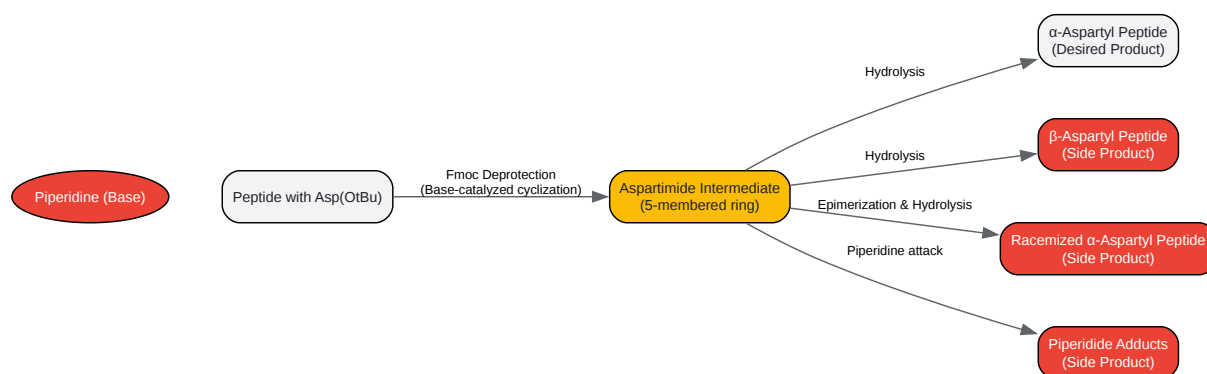 Piperidine (Base)
Peptide with Asp(OtBu)
Fmoc Deprotection
(Base-catalyzed cyclization)
Aspartimide Intermediate
(5-membered ring)
Hydrolysis
α-Aspartyl Peptide
(Desired Product)
Hydrolysis
β-Aspartyl Peptide
(Side Product)
Epimerization & Hydrolysis
Racemized α-Aspartyl Peptide
(Side Product)
Piperidine attack
Piperidide Adducts
(Side Product)